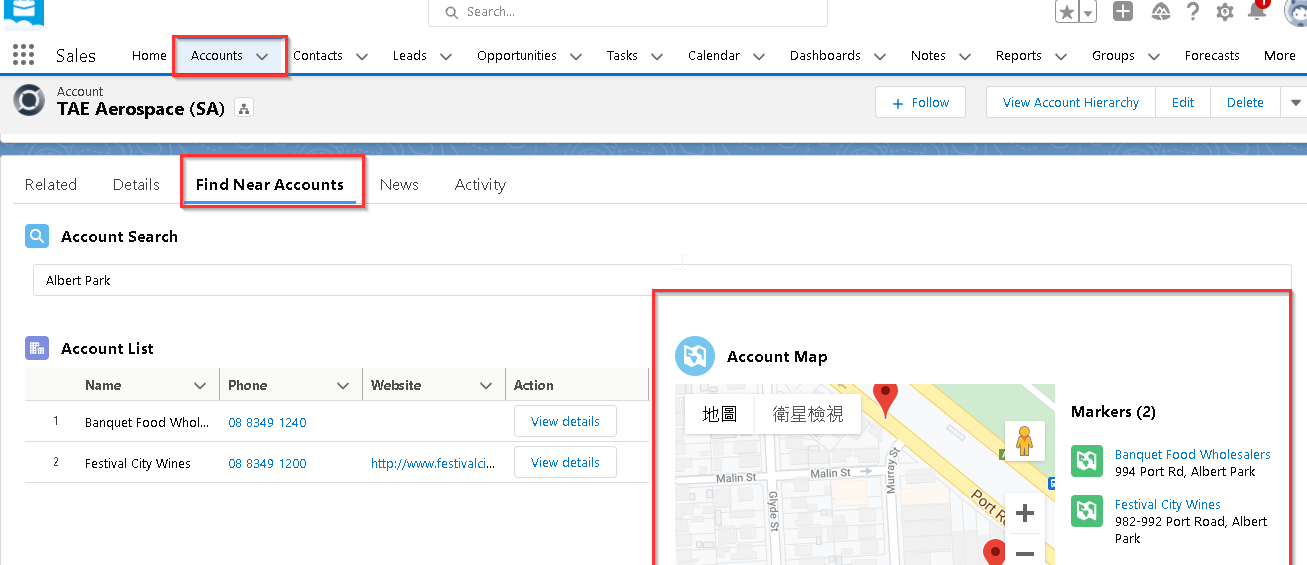 Search...
1
Sales
Home
Accounts
Contacts
Leads
Opportunities
Tasks
Calendar
Dashboards
Notes
Reports
Groups
Forecasts
More
Account
TAE Aerospace (SA)
Follow
View Account Hierarchy
Edit
Delete
Related
Details
Find Near Accounts
News
Activity
Account Search
Albert Park
Account List
Name
Phone
Website
Action
1
Banquet Food Whol...
08 8349 1240
View details
2
Festival City Wines
08 8349 1200
http://www.festivalci...
View details
Account Map
地圖
衛星檢視
Malin St
Malin St
Murray St
Glyde St
Port R
Markers (2)
Banquet Food Wholesalers
994 Port Rd, Albert Park
Festival City Wines
982-992 Port Road, Albert
Park